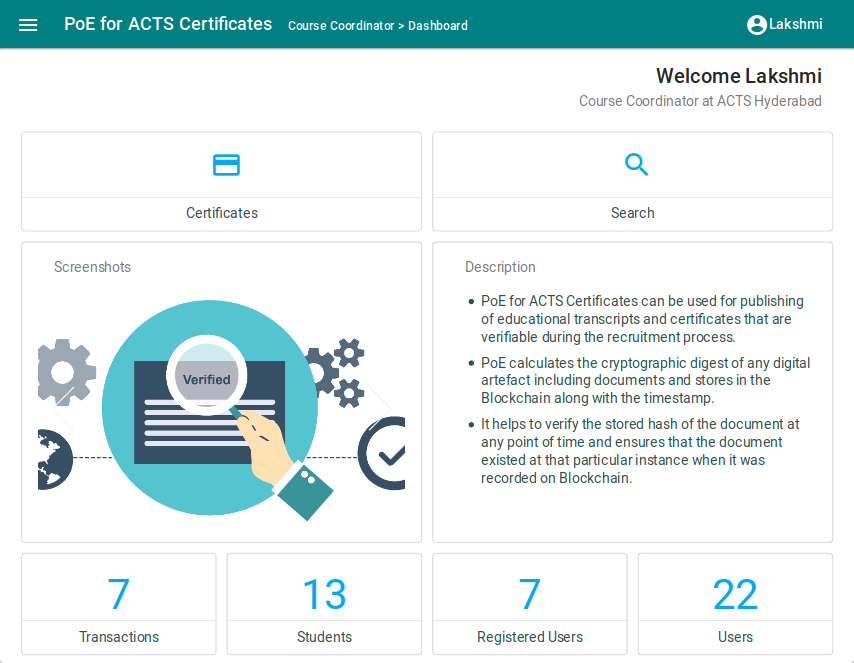 PoE for ACTS Certificates
Course Coordinator > Dashboard
Lakshmi
Welcome Lakshmi
Course Coordinator at ACTS Hyderabad
Certificates
Search
Screenshots
Verified
Description
PoE for ACTS Certificates can be used for publishing
of educational transcripts and certificates that are
verifiable during the recruitment process.
PoE calculates the cryptographic digest of any digital
artefact including documents and stores in the
Blockchain along with the timestamp.
It helps to verify the stored hash of the document at
any point of time and ensures that the document
existed at that particular instance when it was
recorded on Blockchain.
7
Transactions
13
Students
7
Registered Users
22
Users